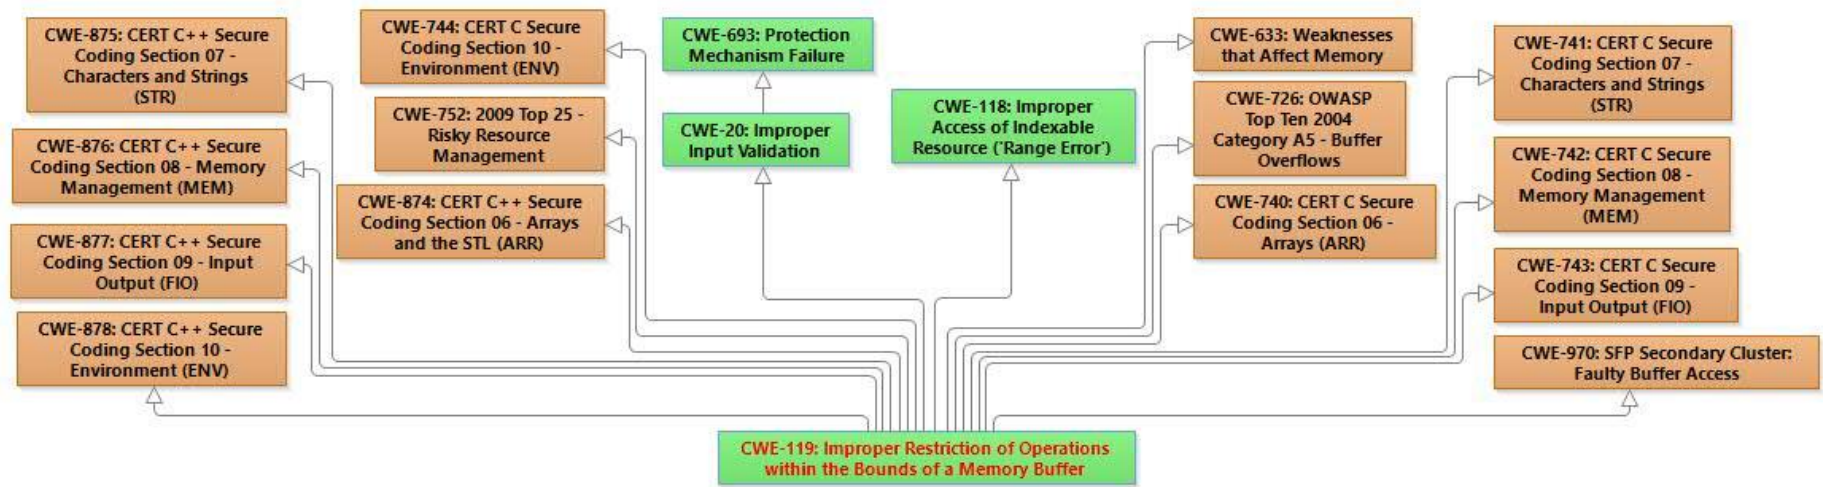 CWE-875: CERT C++ Secure
Coding Section 07 -
Characters and Strings
(STR)
CWE-876: CERT C++ Secure
Coding Section 08 - Memory
Management (MEM)
CWE-877: CERT C++ Secure
Coding Section 09 - Input
Output (FIO)
CWE-878: CERT C++ Secure
Coding Section 10 -
Environment (ENV)
CWE-744: CERT C Secure
Coding Section 10 -
Environment (ENV)
CWE-752: 2009 Top 25 -
Risky Resource
Management
CWE-874: CERT C++ Secure
Coding Section 06 - Arrays
and the STL (ARR)
CWE-693: Protection
Mechanism Failure
CWE-20: Improper
Input Validation
CWE-118: Improper
Access of Indexable
Resource ('Range Error')
CWE-633: Weaknesses
that Affect Memory
CWE-726: OWASP
Top Ten 2004
Category A5 - Buffer
Overflows
CWE-740: CERT C Secure
Coding Section 06 -
Arrays (ARR)
CWE-741: CERT C Secure
Coding Section 07 -
Characters and Strings
(STR)
CWE-742: CERT C Secure
Coding Section 08 -
Memory Management
(MEM)
CWE-743: CERT C Secure
Coding Section 09 -
Input Output (FIO)
CWE-970: SFP Secondary Cluster:
Faulty Buffer Access
CWE-119: Improper Restriction of Operations
within the Bounds of a Memory Buffer